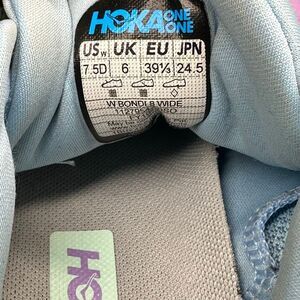 HOKA ONE ONE
USw UK EU JPN
7.5D 6 39⅓ 24.5
W BONDI 8 WIDE
HO